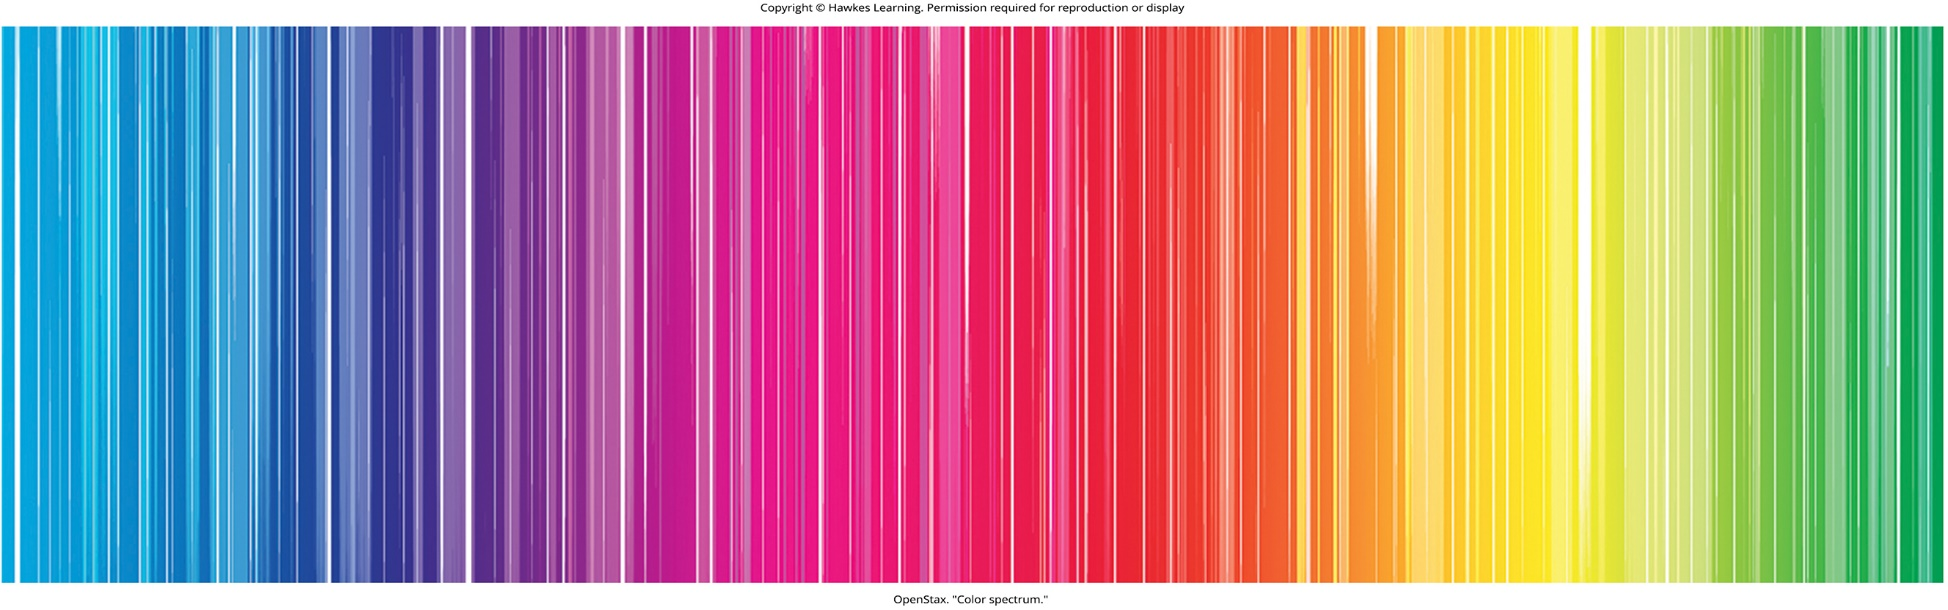 Copyright © Hawkes Learning. Permission required for reproduction or display
OpenStax. "Color spectrum."